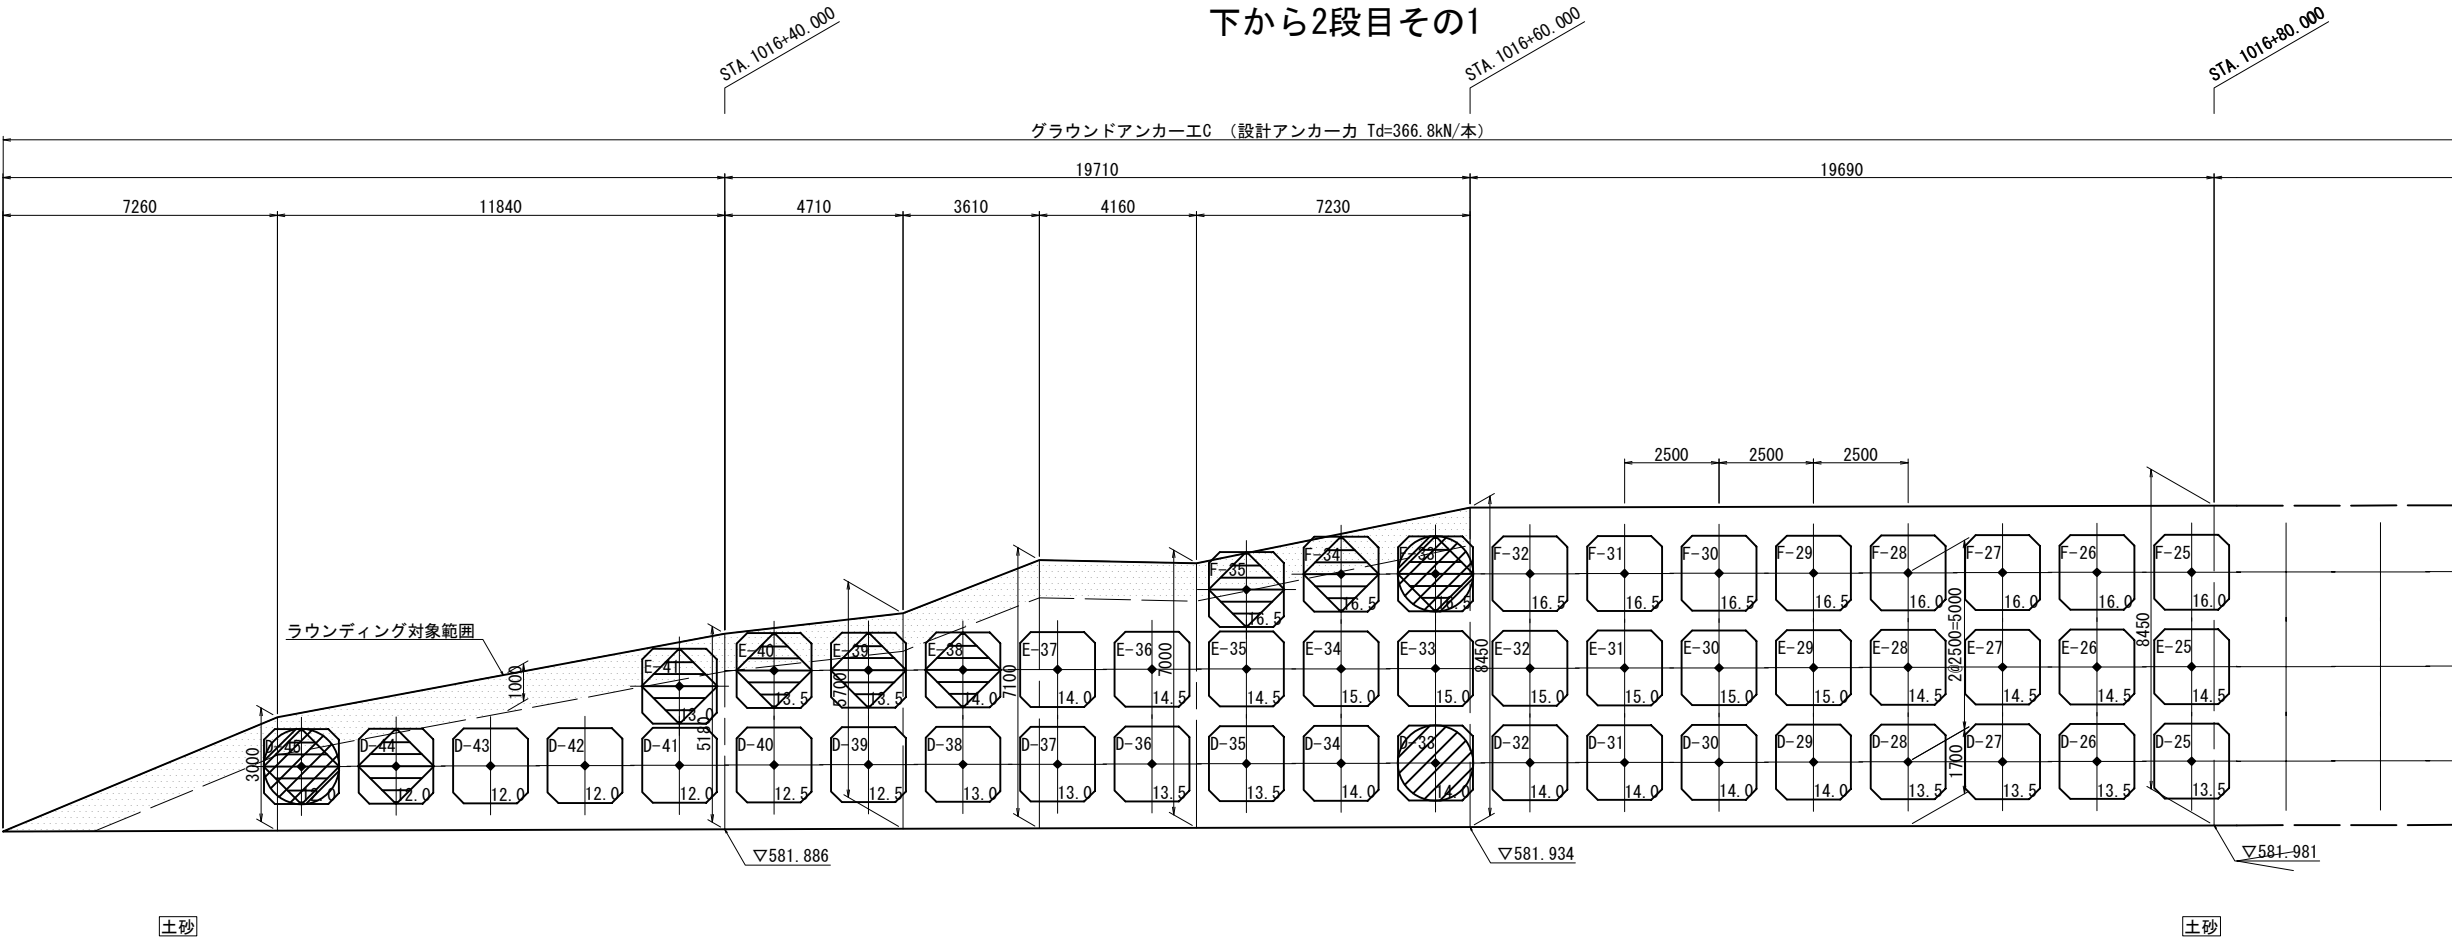 下から2段目その1
STA.1016+40.000
STA.1016+60.000
STA.1016+80.000
グラウンドアンカー工C （設計アンカー力 Td=366.8kN/本）
19710
19690
7260
11840
4710
3610
4160
7230
2500
2500
2500
F-35
F-34
F-33
F-32
F-31
F-30
F-29
F-28
F-27
F-26
F-25
16.5
16.5
16.5
16.5
16.5
16.5
16.5
16.0
16.0
16.0
16.0
ラウンディング対象範囲
E-41
E-40
E-39
E-38
E-37
E-36
E-35
E-34
E-33
E-32
E-31
E-30
E-29
E-28
E-27
E-26
E-25
13.0
13.5
13.5
14.0
14.0
14.5
14.5
15.0
15.0
15.0
15.0
15.0
15.0
14.5
14.5
14.5
14.5
D-45
D-44
D-43
D-42
D-41
D-40
D-39
D-38
D-37
D-36
D-35
D-34
D-33
D-32
D-31
D-30
D-29
D-28
D-27
D-26
D-25
12.0
12.0
12.0
12.0
12.0
12.5
12.5
13.0
13.0
13.5
13.5
14.0
14.0
14.0
14.0
14.0
14.0
13.5
13.5
13.5
13.5
3000
1000
5180
5700
7100
7000
8450
2@2500=5000
1700
8450
▽581.886
▽581.934
▽581.981
土砂
土砂